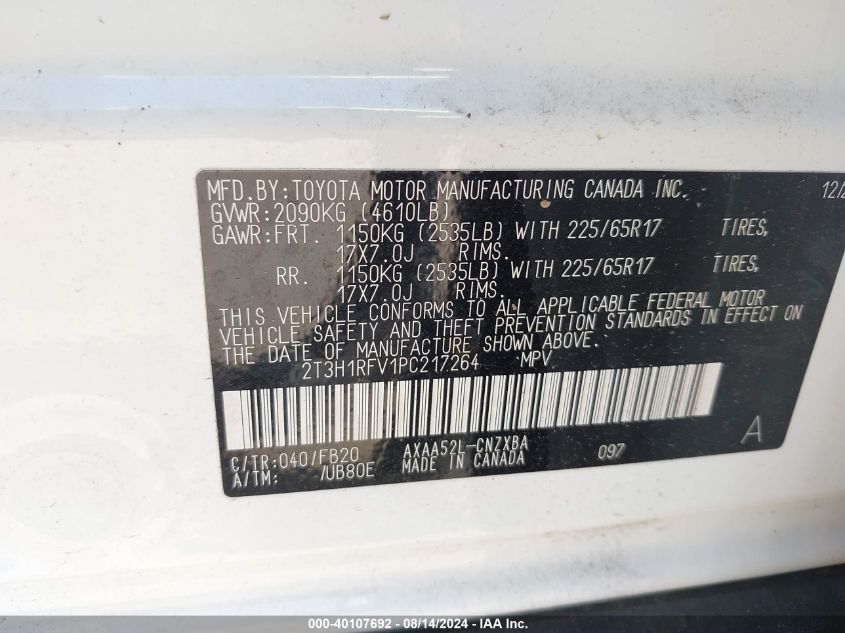 MFD.BY:TOYOTA MOTOR MANUFACTURING CANADA INC. 12/2
GVWR:2090KG (4610LB)
GAWR:FRT. 1150KG (2535LB) WITH 225/65R17 TIRES,
17X7.0J RIMS.
RR. 1150KG (2535LB) WITH 225/65R17 TIRES,
17X7.0J RIMS.
THIS VEHICLE CONFORMS TO ALL APPLICABLE FEDERAL MOTOR
VEHICLE SAFETY AND THEFT PREVENTION STANDARDS IN EFFECT ON
THE DATE OF MANUFACTURE SHOWN ABOVE.
2T3H1RFV1PC217264 MPV
C/TR:040/FB20 AXAA52L-CNZXBA 097 A
A/TM: /UB80E MADE IN CANADA
000-40107692 - 08/14/2024 - IAA Inc.